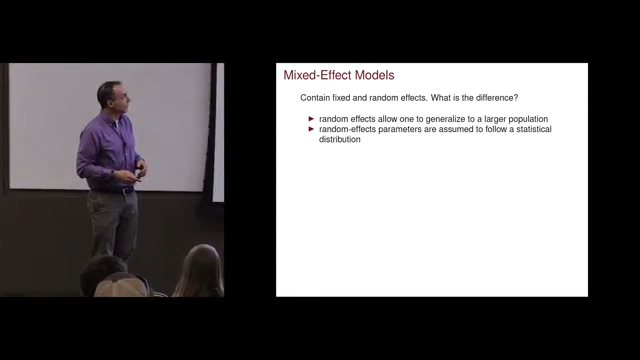 Mixed-Effect Models
Contain fixed and random effects. What is the difference?
► random effects allow one to generalize to a larger population
► random-effects parameters are assumed to follow a statistical
distribution